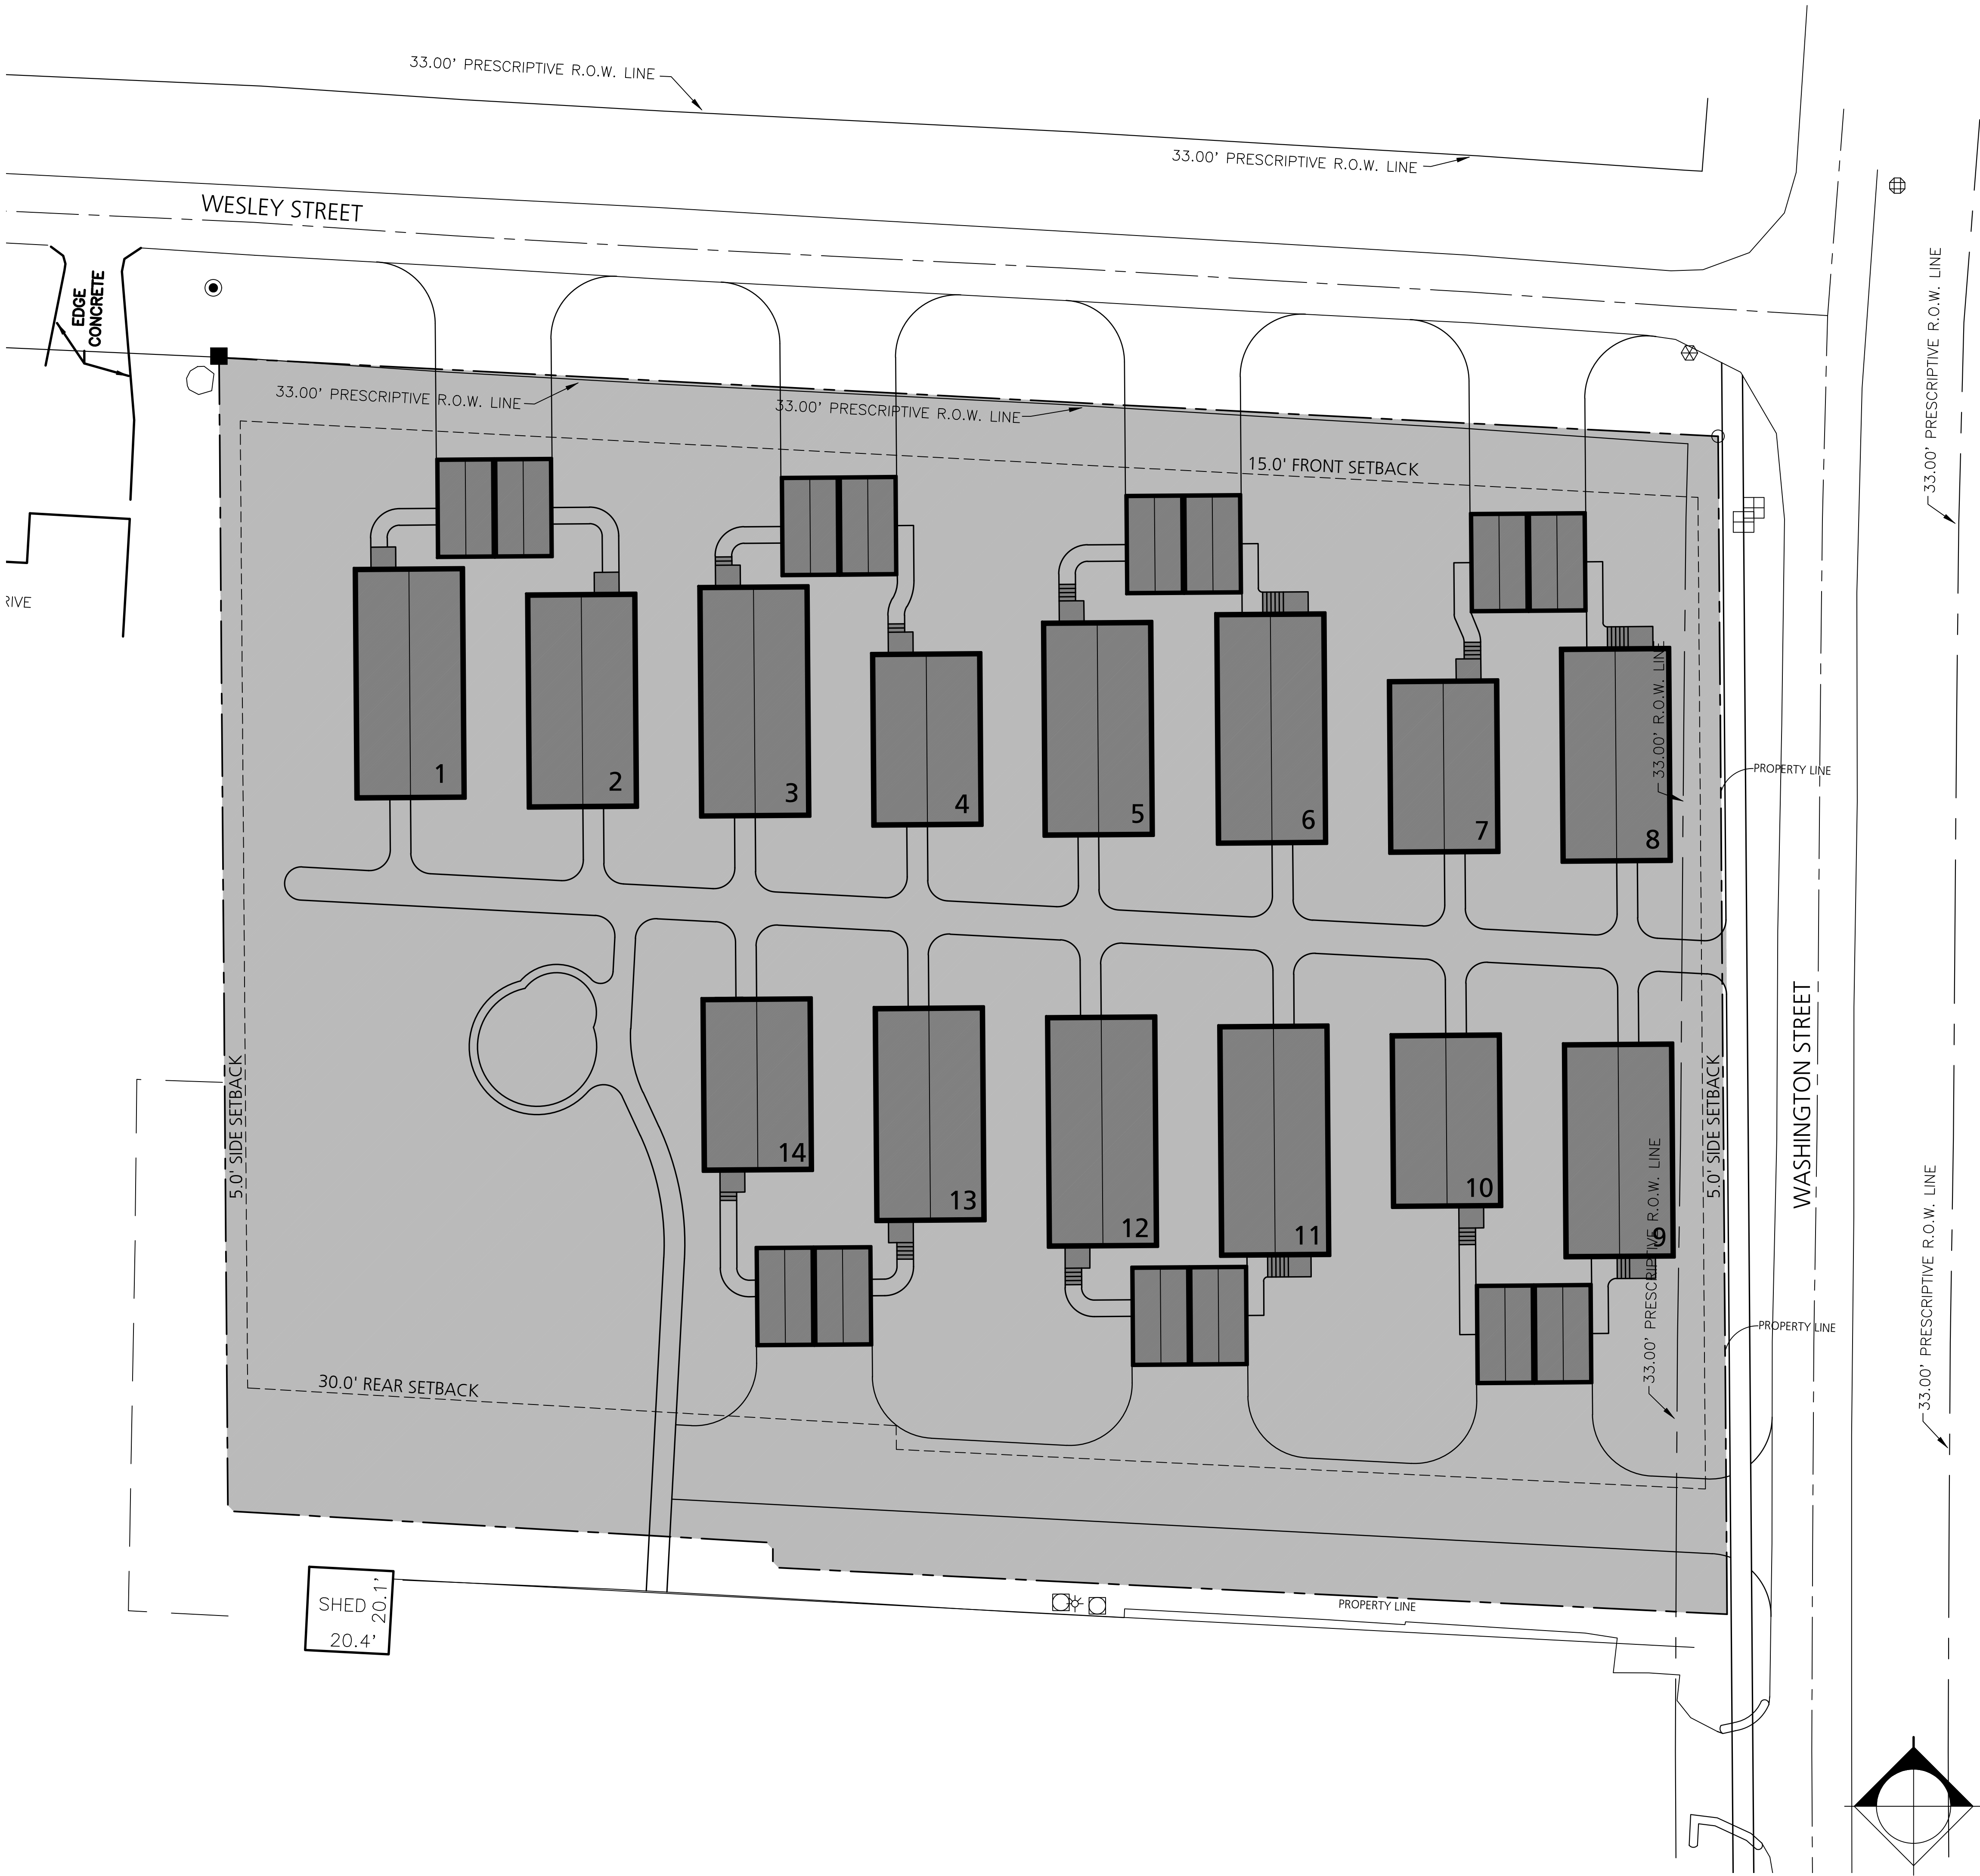 33.00' PRESCRIPTIVE R.O.W. LINE
33.00' PRESCRIPTIVE R.O.W. LINE
WESLEY STREET
EDGE
CONCRETE
33.00' PRESCRIPTIVE R.O.W. LINE
33.00' PRESCRIPTIVE R.O.W. LINE
33.00' PRESCRIPTIVE R.O.W. LINE
15.0' FRONT SETBACK
RIVE
33.00' R.O.W. LINE
PROPERTY LINE
1
2
3
4
5
6
7
8
WASHINGTON STREET
5.0' SIDE SETBACK
5.0' SIDE SETBACK
14
13
12
11
10
9
33.00' PRESCRIPTIVE R.O.W. LINE
33.00' PRESCRIPTIVE R.O.W. LINE
PROPERTY LINE
30.0' REAR SETBACK
SHED
20.1'
20.4'
PROPERTY LINE